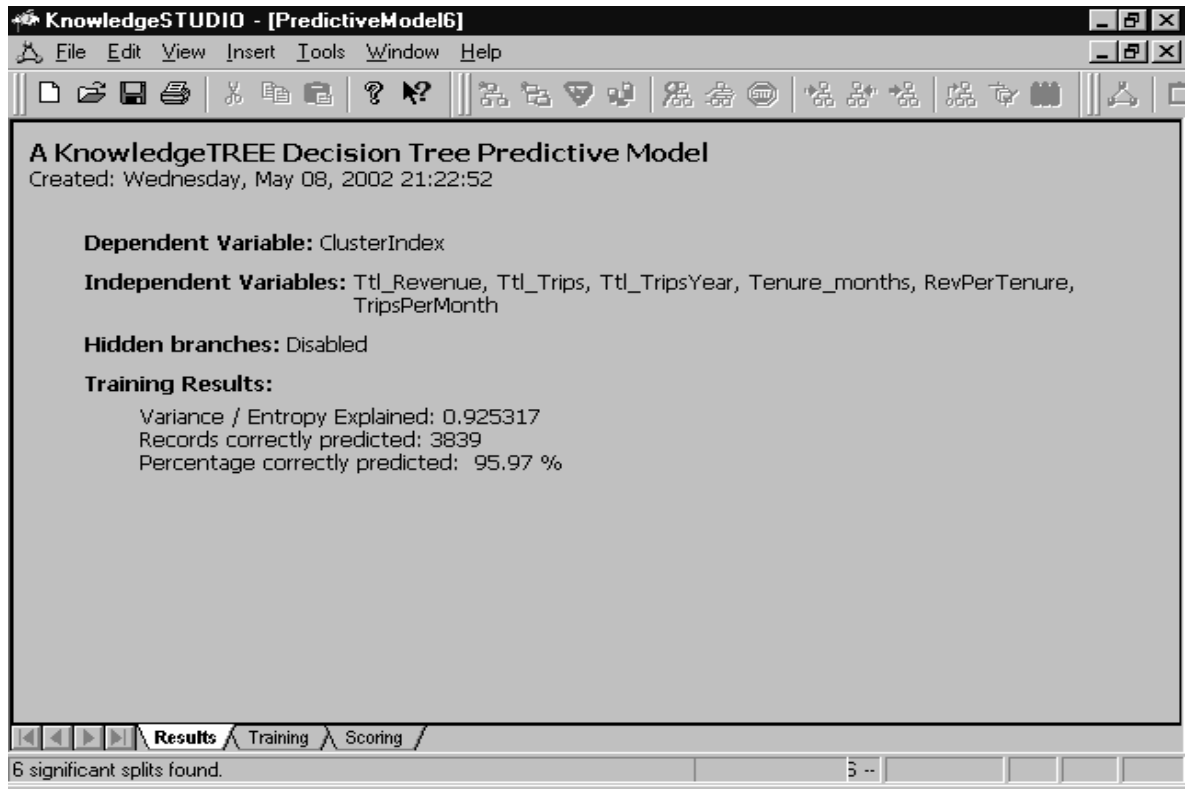 KnowledgeSTUDIO - [PredictiveModel6]
File Edit View Insert Tools Window Help
A KnowledgeTREE Decision Tree Predictive Model
Created: Wednesday, May 08, 2002 21:22:52
Dependent Variable: ClusterIndex
Independent Variables: Ttl_Revenue, Ttl_Trips, Ttl_TripsYear, Tenure_months, RevPerTenure,
TripsPerMonth
Hidden branches: Disabled
Training Results:
Variance / Entropy Explained: 0.925317
Records correctly predicted: 3839
Percentage correctly predicted: 95.97 %
Results Training Scoring
6 significant splits found.